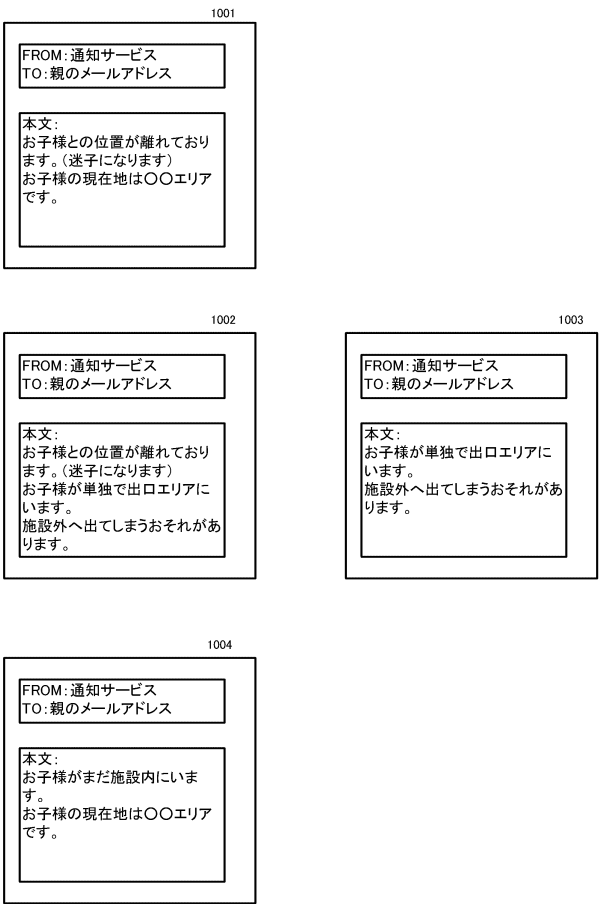 1001
FROM:通知サービス
TO:親のメールアドレス
本文:
お子様との位置が離れており
ます。(迷子になります)
お子様の現在地は〇〇エリア
です。
1002
FROM:通知サービス
TO:親のメールアドレス
本文:
お子様との位置が離れており
ます。(迷子になります)
お子様が単独で出口エリアに
います。
施設外へ出てしまうおそれがあ
ります。
1003
FROM:通知サービス
TO:親のメールアドレス
本文:
お子様が単独で出口エリアに
います。
施設外へ出てしまうおそれがあ
ります。
1004
FROM:通知サービス
TO:親のメールアドレス
本文:
お子様がまだ施設内にいま
す。
お子様の現在地は〇〇エリア
です。